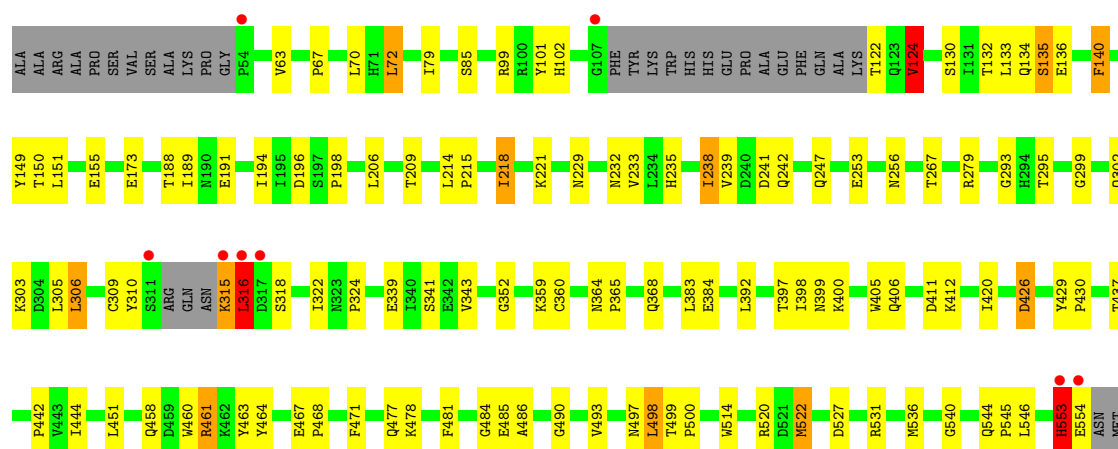 ALA ALA ARG ALA PRO SER VAL SER ALA LYS PRO GLY P54 V63 P67 L70 H71 L72 I79 S85 R99 R100 Y101 H102 G107 PHE TYR LYS TRP HIS HIS GLU PRO ALA GLU PHE GLN ALA LYS T122 Q123 V124 S130 I131 T132 L133 Q134 S135 E136 F140
Y149 T150 L151 E155 E173 T188 I189 N190 E191 I194 I195 D196 S197 P198 L206 T209 L214 P215 I218 K221 N229 N232 V233 L234 H235 I238 V239 D240 D241 Q242 Q247 E253 N256 T267 R279 G293 H294 T295 G299
K303 D304 L305 L306 C309 Y310 S311 ARG GLN ASN K315 L316 D317 S318 I322 N323 P324 E339 I340 S341 E342 V343 G352 K359 C360 N364 P365 Q368 L383 E384 L392 T397 I398 N399 K400 W405 Q406 D411 K412 I420 D426 Y429 P430 T437
P442 V443 I444 L451 Q458 D459 W460 R461 K462 Y463 Y464 E467 P468 F471 Q477 K478 F481 G484 E485 A486 G490 V493 N497 L498 T499 P500 W514 R520 D521 M522 D527 R531 M536 G540 Q544 P545 L546 H553 E554 ASN MET